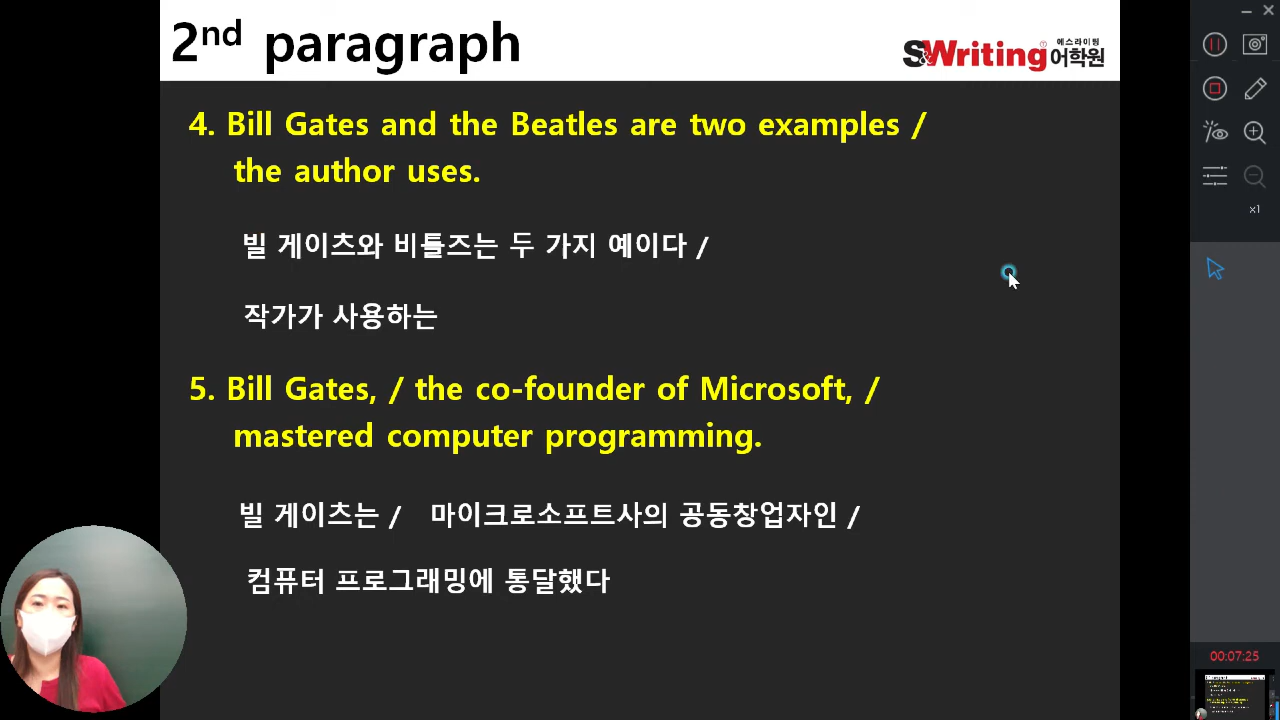 2nd paragraph
S&Writing 에스라이팅 어학원
4. Bill Gates and the Beatles are two examples /
the author uses.
빌 게이츠와 비틀즈는 두 가지 예이다 /
작가가 사용하는
5. Bill Gates, / the co-founder of Microsoft, /
mastered computer programming.
빌 게이츠는 / 마이크로소프트사의 공동창업자인 /
컴퓨터 프로그래밍에 통달했다
x1
00:07:25